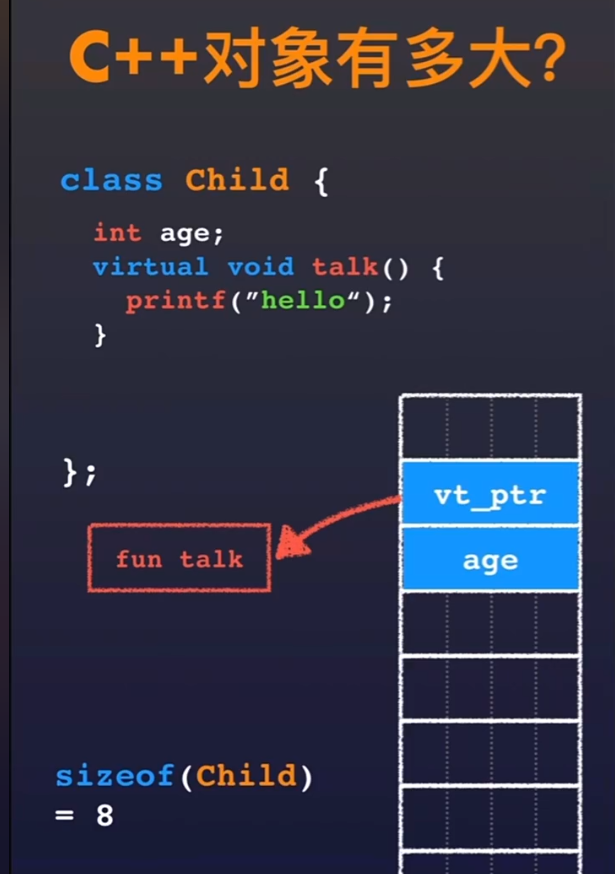 C++对象有多大?
class Child {
int age;
virtual void talk() {
printf(”hello“);
}
};
vt_ptr
fun talk
age
sizeof(Child)
= 8